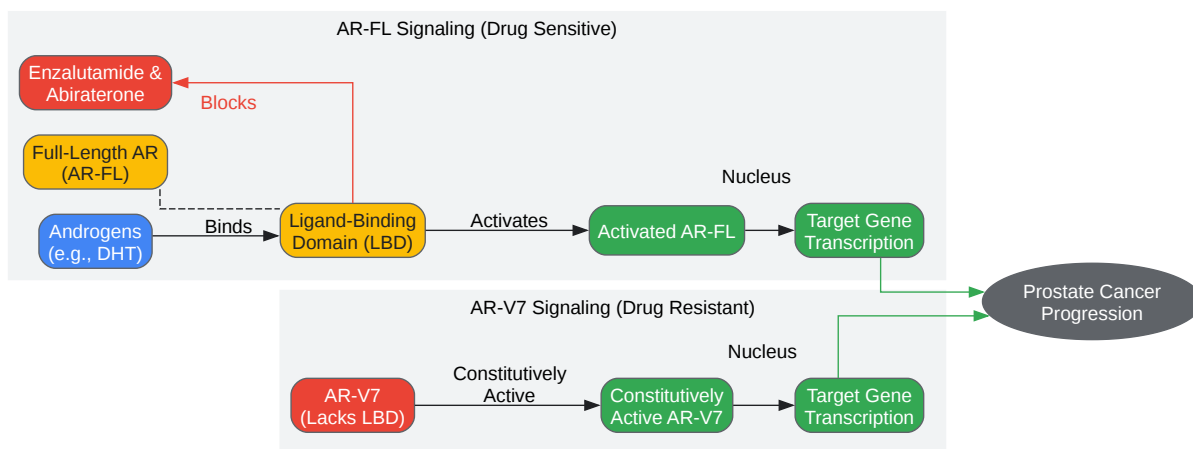 AR-FL Signaling (Drug Sensitive)
Enzalutamide &
Abiraterone
Blocks
Full-Length AR
(AR-FL)
Androgens
(e.g., DHT)
Binds
Ligand-Binding
Domain (LBD)
Activates
Activated AR-FL
Nucleus
Target Gene
Transcription
Prostate Cancer
Progression
AR-V7 Signaling (Drug Resistant)
AR-V7
(Lacks LBD)
Constitutively
Active
Constitutively
Active AR-V7
Nucleus
Target Gene
Transcription